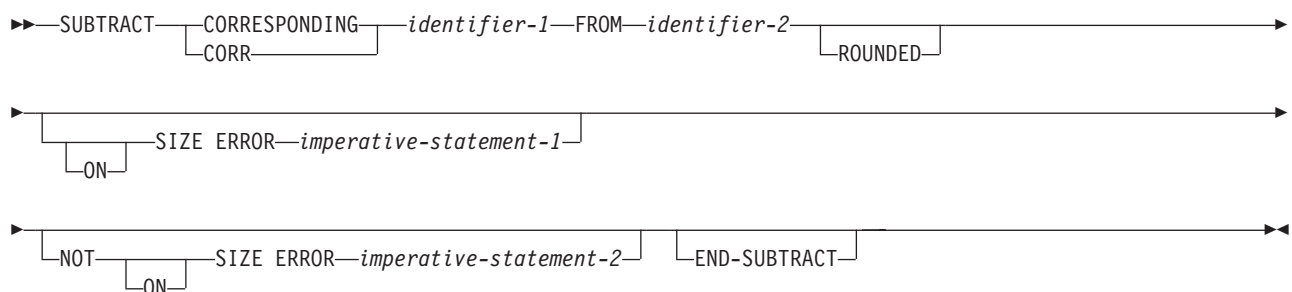 SUBTRACT CORRESPONDING identifier-1 FROM identifier-2
CORR ROUNDED
SIZE ERROR imperative-statement-1
ON
NOT SIZE ERROR imperative-statement-2 END-SUBTRACT
ON